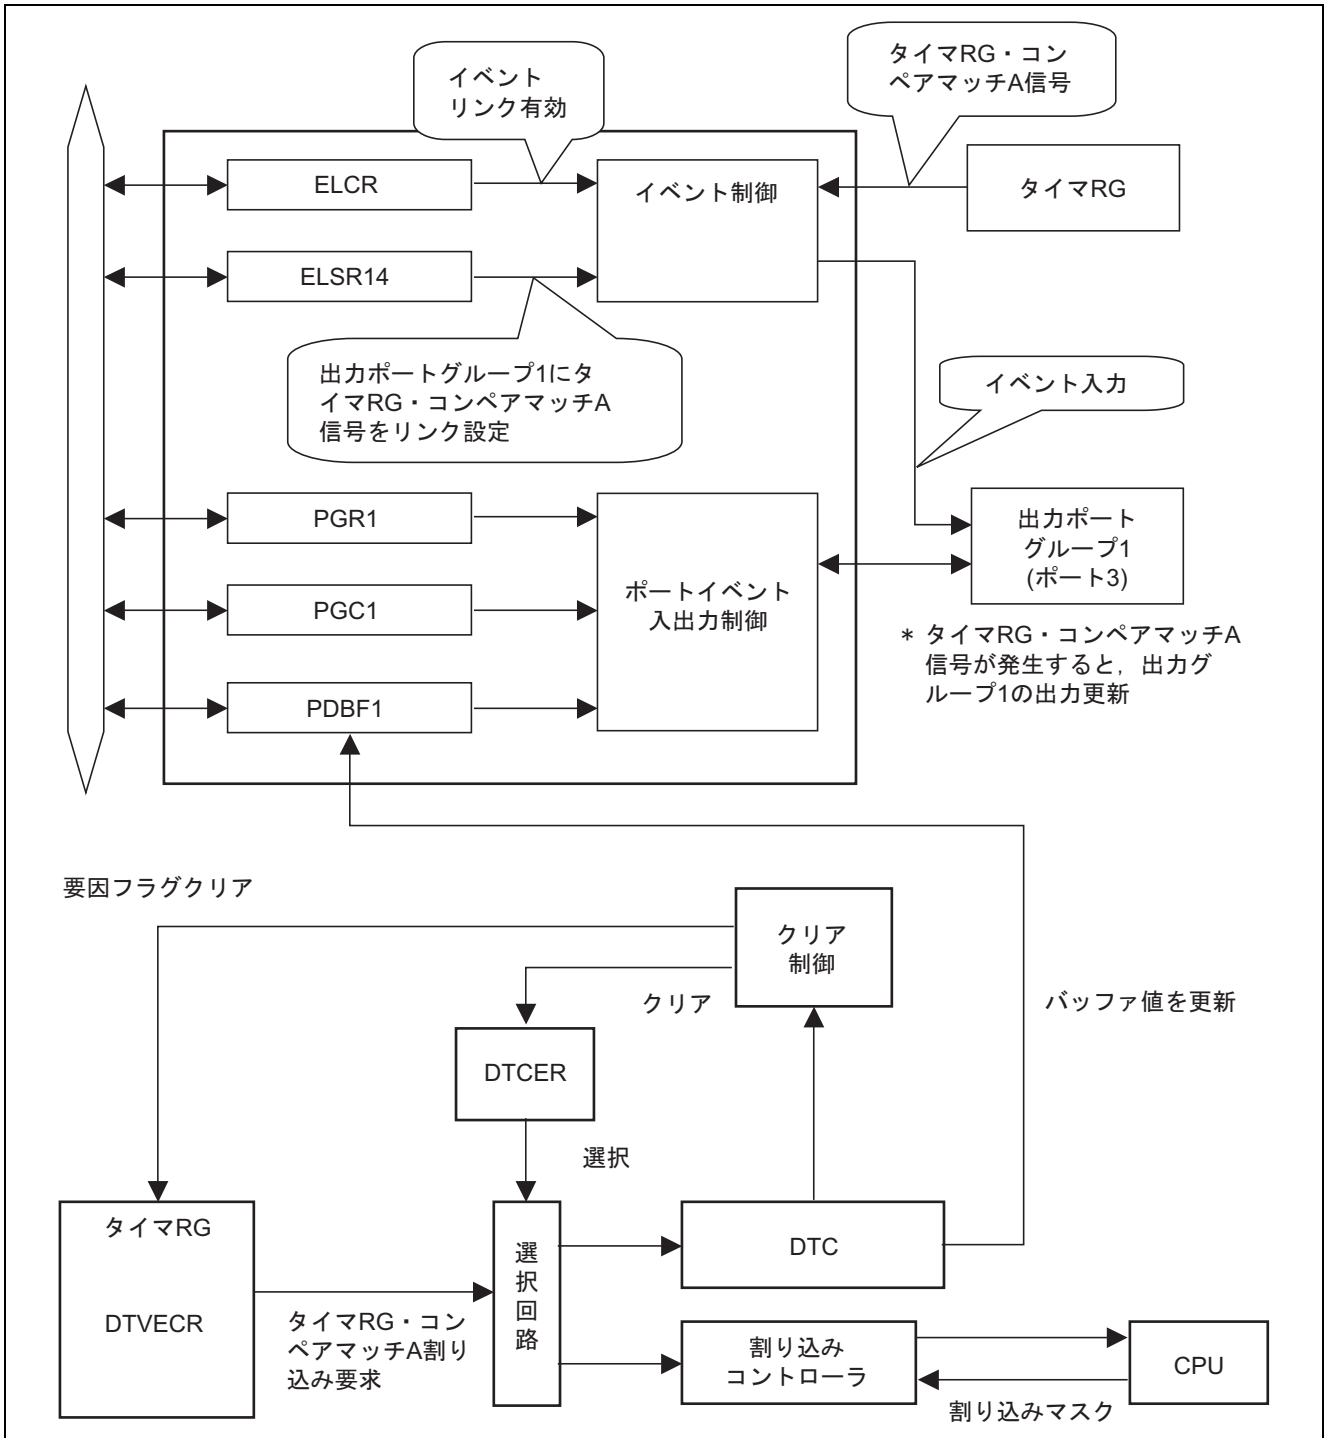 イベント
リンク有効
タイマRG・コン
ペアマッチA信号
ELCR
イベント制御
タイマRG
ELSR14
出力ポートグループ1にタ
イマRG・コンペアマッチA
信号をリンク設定
イベント入力
PGR1
PGC1
PDBF1
ポートイベント
入出力制御
出力ポート
グループ1
(ポート3)
* タイマRG・コンペアマッチA
信号が発生すると，出力グ
ループ1の出力更新
要因フラグクリア
クリア
制御
クリア
バッファ値を更新
DTCER
選択
タイマRG
DTVECR
タイマRG・コン
ペアマッチA割り
込み要求
選
択
回
路
DTC
割り込み
コントローラ
CPU
割り込みマスク